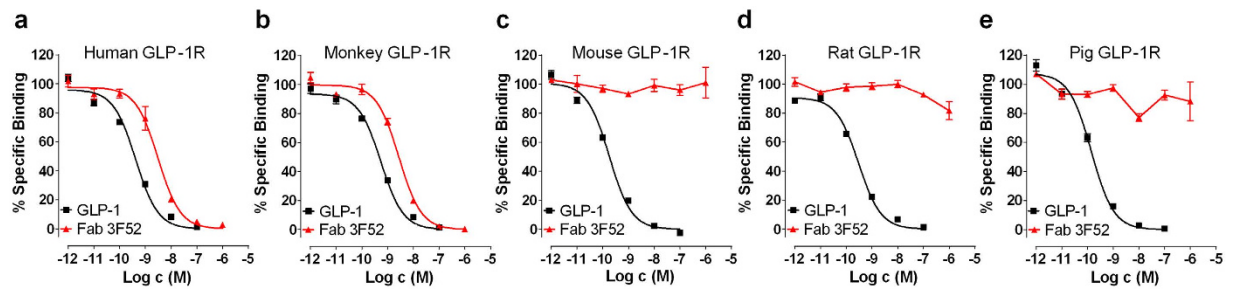 a
Human GLP-1R
120
100
80
60
40
20
0
% Specific Binding
GLP-1
Fab 3F52
-12 -11 -10 -9 -8 -7 -6 -5
Log c (M)
b
Monkey GLP-1R
120
100
80
60
40
20
0
% Specific Binding
GLP-1
Fab 3F52
-12 -11 -10 -9 -8 -7 -6 -5
Log c (M)
c
Mouse GLP-1R
120
100
80
60
40
20
0
% Specific Binding
GLP-1
Fab 3F52
-12 -11 -10 -9 -8 -7 -6 -5
Log c (M)
d
Rat GLP-1R
120
100
80
60
40
20
0
% Specific Binding
GLP-1
Fab 3F52
-12 -11 -10 -9 -8 -7 -6 -5
Log c (M)
e
Pig GLP-1R
120
100
80
60
40
20
0
% Specific Binding
GLP-1
Fab 3F52
-12 -11 -10 -9 -8 -7 -6 -5
Log c (M)